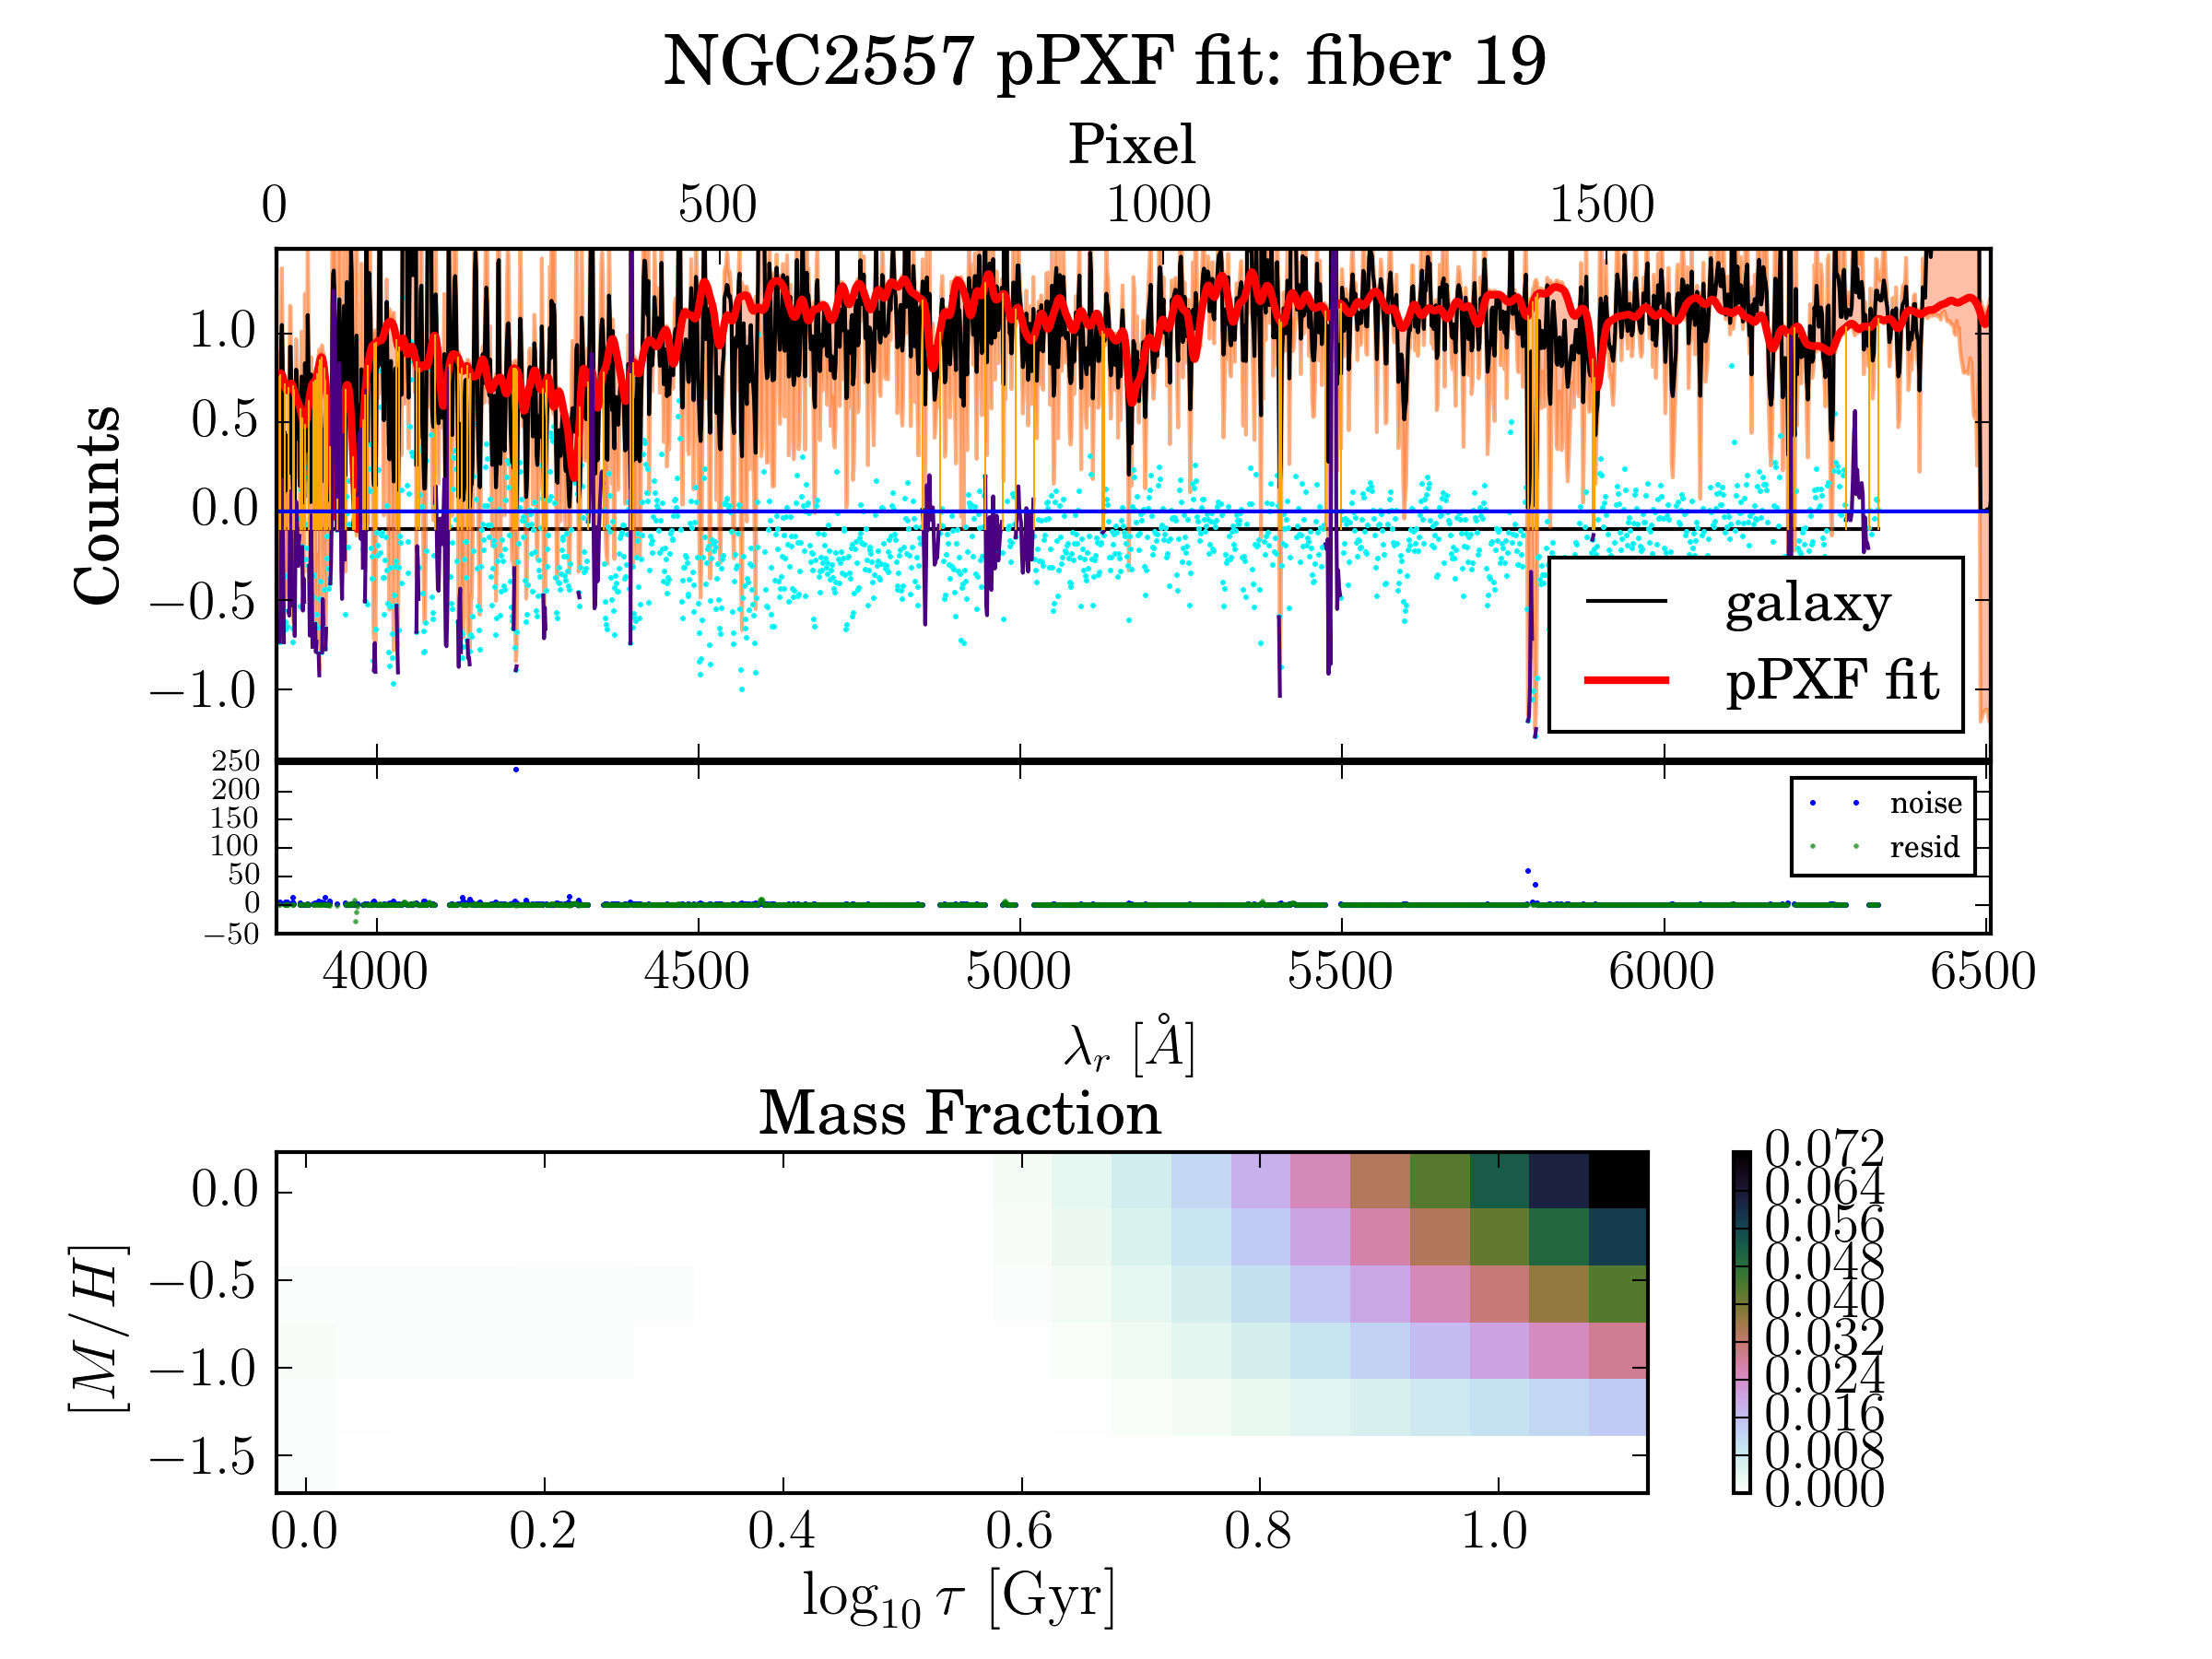 NGC2557 pPXF fit: fiber 19
Pixel
0 500 1000 1500
1.0
0.5
0.0
−0.5
−1.0
Counts
galaxy
pPXF fit
250
200
150
100
50
0
−50
noise
resid
4000 4500 5000 5500 6000 6500
λr [Å]
Mass Fraction
0.0
−0.5
−1.0
−1.5
[M/H]
0.072
0.064
0.056
0.048
0.040
0.032
0.024
0.016
0.008
0.000
0.0 0.2 0.4 0.6 0.8 1.0
log10 τ [Gyr]